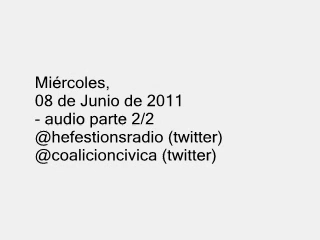 Miércoles,
08 de Junio de 2011
- audio parte 2/2
@hefestionsradio (twitter)
@coalicioncivica (twitter)